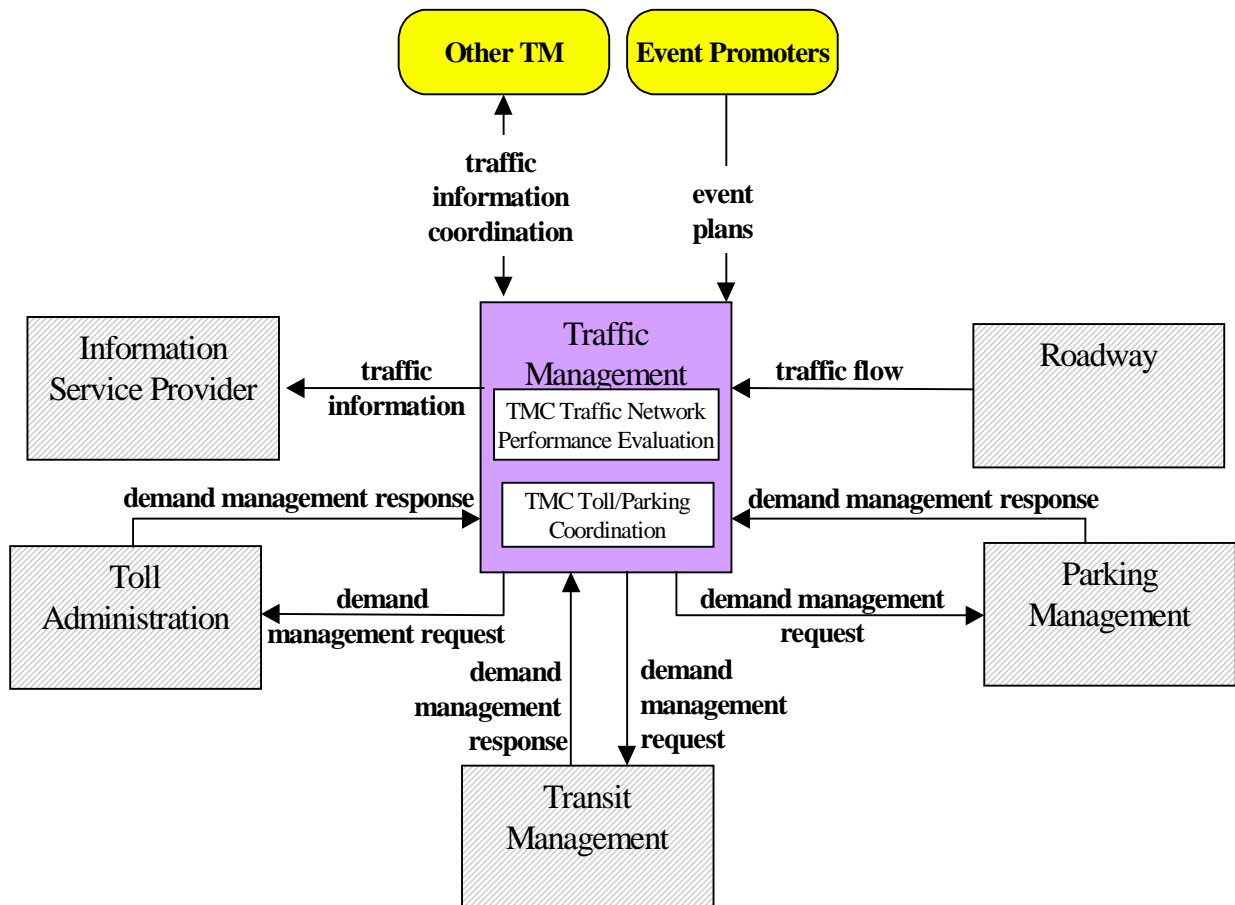 Other TM
Event Promoters
traffic
information
coordination
event
plans
Information
Service Provider
traffic
information
Traffic
Management
TMC Traffic Network
Performance Evaluation
TMC Toll/Parking
Coordination
traffic flow
Roadway
demand management response
demand management response
Toll
Administration
demand
management request
demand management
request
Parking
Management
demand
management
response
demand
management
request
Transit
Management